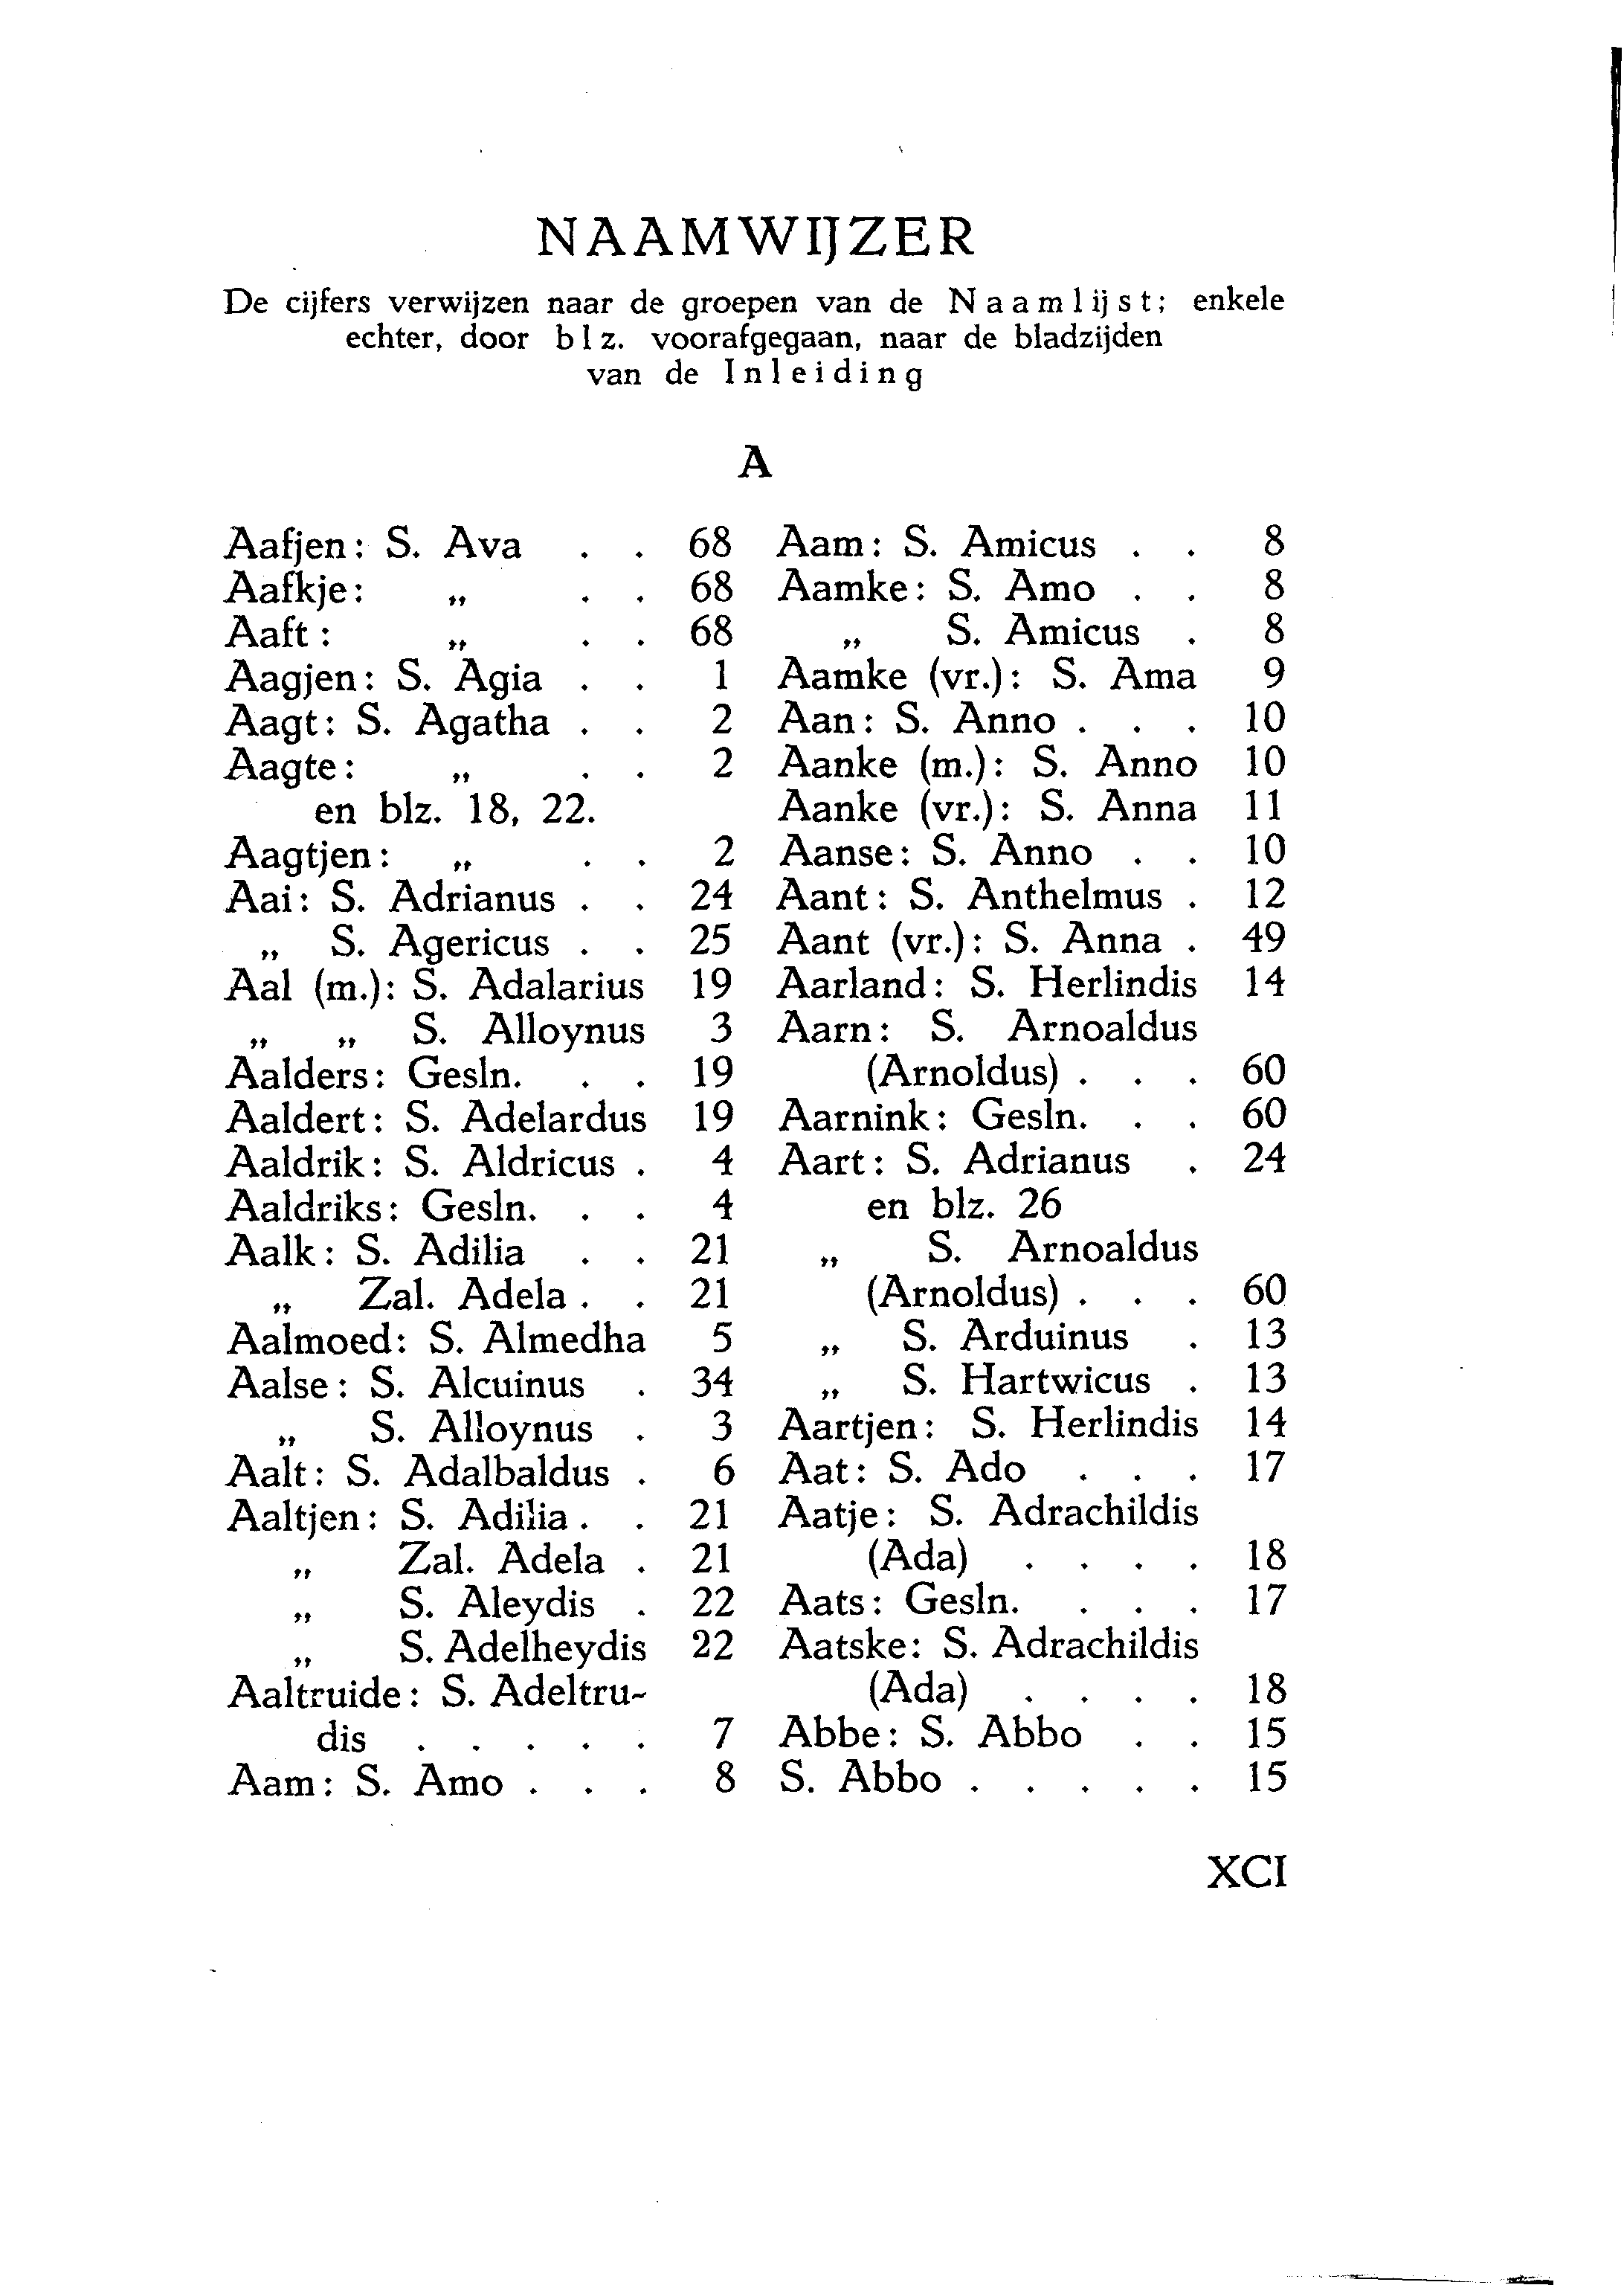 NAAMWIJZER
De cijfers verwijzen naar de groepen van de Naamlijst; enkele
echter, door blz. voorafgegaan, naar de bladzijden
van de Inleiding
A
Aafjen: S. Ava . . 68
Aafkje: „ . . 68
Aaft: „ . . 68
Aagjen: S. Agia . . 1
Aagt: S. Agatha . . 2
Aagte: „ . . 2
en blz. 18, 22.
Aagtjen: „ . . 2
Aai: S. Adrianus . . 24
„ S. Agericus . . 25
Aal (m.): S. Adalarius 19
„ „ S. Alloynus 3
Aalders: Gesln. . . 19
Aaldert: S. Adelardus 19
Aaldrik: S. Aldricus . 4
Aaldriks: Gesln. . . 4
Aalk: S. Adilia . . 21
„ Zal. Adela . . 21
Aalmoed: S. Almedha 5
Aalse: S. Alcuinus . 34
„ S. Alloynus . 3
Aalt: S. Adalbaldus . 6
Aaltjen: S. Adilia . . 21
„ Zal. Adela . 21
„ S. Aleydis . 22
„ S. Adelheydis 22
Aaltruide: S. Adeltru-
dis . . . . . 7
Aam: S. Amo . . . 8
Aam: S. Amicus . . 8
Aamke: S. Amo . . 8
„ S. Amicus . 8
Aamke (vr.): S. Ama 9
Aan: S. Anno . . . 10
Aanke (m.): S. Anno 10
Aanke (vr.): S. Anna 11
Aanse: S. Anno . . 10
Aant: S. Anthelmus . 12
Aant (vr.): S. Anna . 49
Aarland: S. Herlindis 14
Aarn: S. Arnoaldus
(Arnoldus) . . . 60
Aarnink: Gesln. . . 60
Aart: S. Adrianus . 24
en blz. 26
„ S. Arnoaldus
(Arnoldus) . . . 60
„ S. Arduinus . 13
„ S. Hartwicus . 13
Aartjen: S. Herlindis 14
Aat: S. Ado . . . 17
Aatje: S. Adrachildis
(Ada) . . . . 18
Aats: Gesln. . . . 17
Aatske: S. Adrachildis
(Ada) . . . . 18
Abbe: S. Abbo . . 15
S. Abbo . . . . . 15
XCI